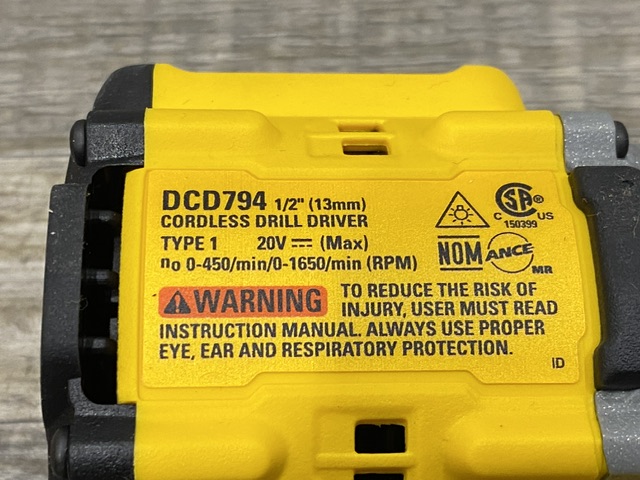 DCD794 1/2" (13mm)
CORDLESS DRILL DRIVER
TYPE 1 20V ⎓ (Max)
no 0-450/min/0-1650/min (RPM)
CSA
C US
150399
NOM ANCE
MR
WARNING TO REDUCE THE RISK OF
INJURY, USER MUST READ
INSTRUCTION MANUAL. ALWAYS USE PROPER
EYE, EAR AND RESPIRATORY PROTECTION.
ID